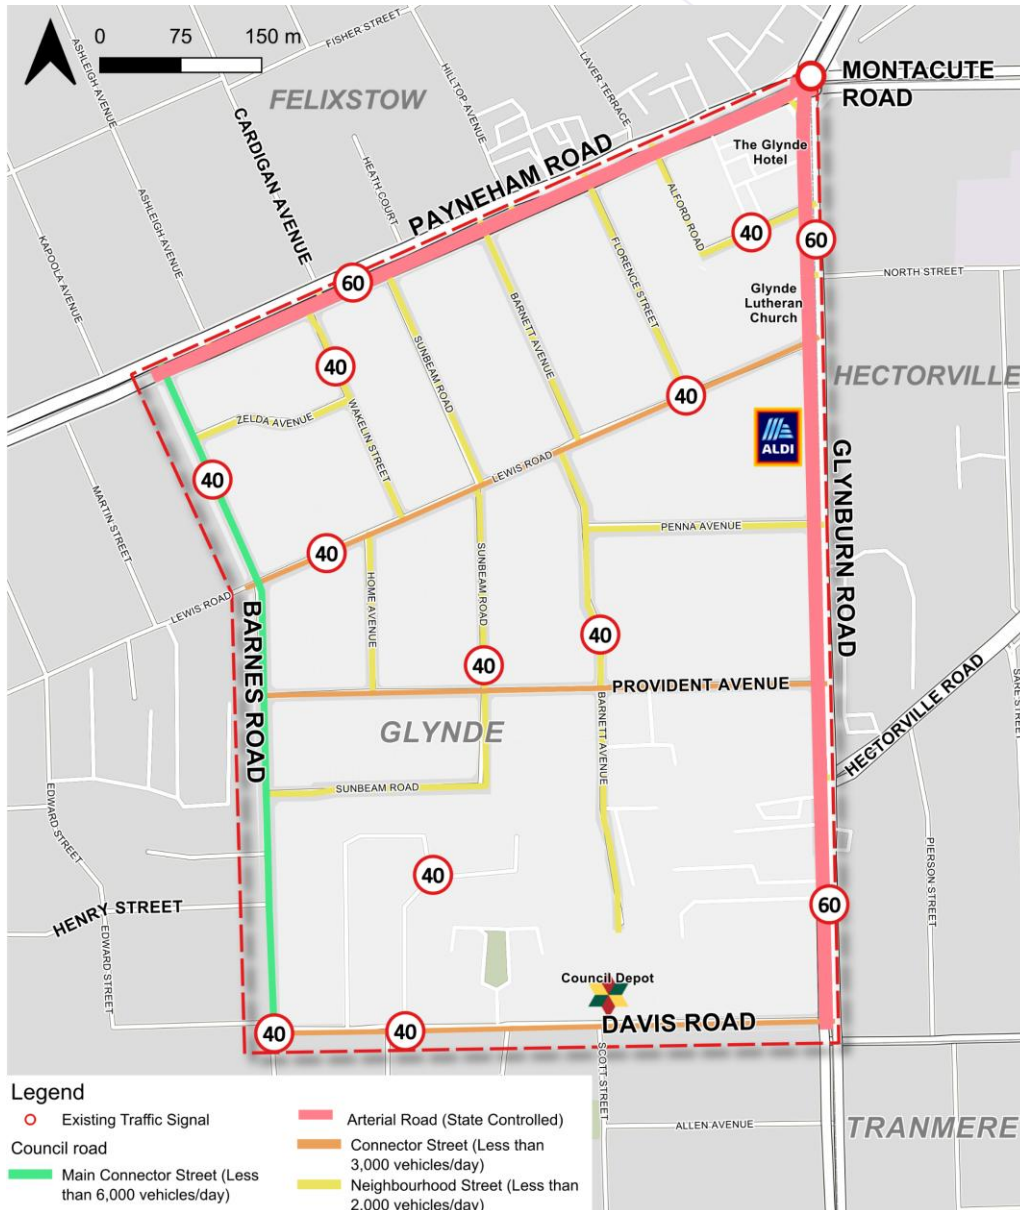 0 75 150 m
ASHLEIGH AVENUE
FISHER STREET
FELIXSTOW
HILLTOP AVENUE
LAVER TERRACE
MONTACUTE
ROAD
CARDIGAN AVENUE
HEATH COURT
PAYNEHAM ROAD
The Glynde
Hotel
ASHLEIGH AVENUE
KAPOOLA AVENUE
ALFORD ROAD
40
60
60
FLORENCE STREET
NORTH STREET
Glynde
Lutheran
Church
BARNETT AVENUE
SUNBEAM ROAD
40
HECTORVILLE
40
ZELDA AVENUE
WAKELIN STREET
ALDI
GLYNBURN ROAD
LEWIS ROAD
40
MARTIN STREET
PENNA AVENUE
40
SUNBEAM ROAD
HOME AVENUE
LEWIS ROAD
BARNES ROAD
40
40
PROVIDENT AVENUE
HECTORVILLE ROAD
SARE STREET
GLYNDE
BARNETT AVENUE
SUNBEAM ROAD
EDWARD STREET
PIERSON STREET
40
HENRY STREET
60
EDWARD STREET
Council Depot
40
40
DAVIS ROAD
SCOTT STREET
ALLEN AVENUE
TRANMERE
Legend
Existing Traffic Signal
Council road
Main Connector Street (Less
than 6,000 vehicles/day)
Arterial Road (State Controlled)
Connector Street (Less than
3,000 vehicles/day)
Neighbourhood Street (Less than
2,000 vehicles/day)